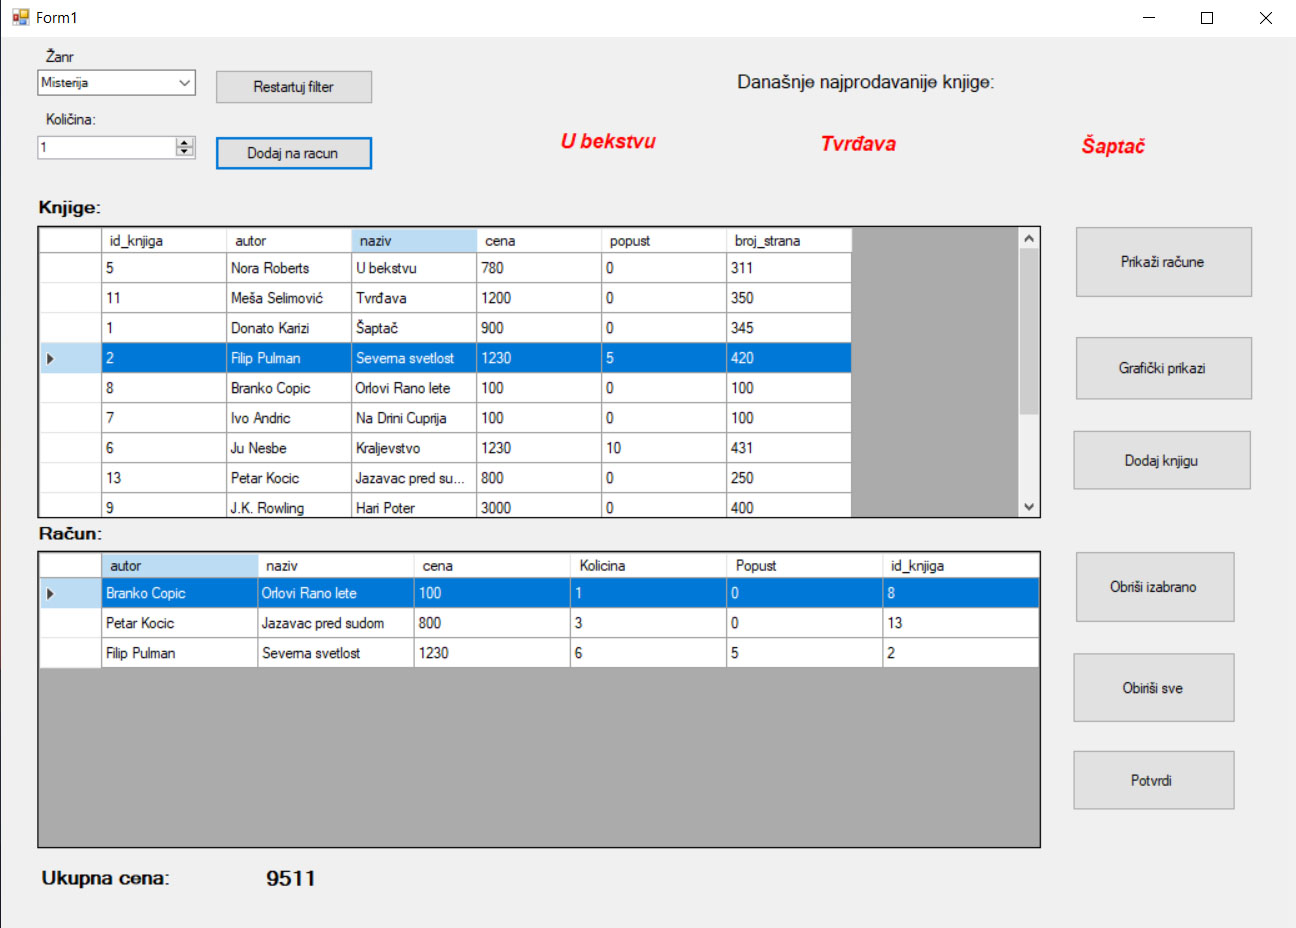 Form1
Žanr
Misterija
Restartuj filter
Današnje najprodavanije knjige:
Količina:
1
Dodaj na racun
U bekstvu Tvrđava Šaptač
Knjige:
id_knjiga autor naziv cena popust broj_strana
5 Nora Roberts U bekstvu 780 0 311
11 Meša Selimović Tvrđava 1200 0 350
1 Donato Karizi Šaptač 900 0 345
2 Filip Pulman Severna svetlost 1230 5 420
8 Branko Copic Orlovi Rano lete 100 0 100
7 Ivo Andric Na Drini Cuprija 100 0 100
6 Ju Nesbe Kraljevstvo 1230 10 431
13 Petar Kocic Jazavac pred su... 800 0 250
9 J.K. Rowling Hari Poter 3000 0 400
Prikaži račune
Grafički prikazi
Dodaj knjigu
Račun:
autor naziv cena Kolicina Popust id_knjiga
Branko Copic Orlovi Rano lete 100 1 0 8
Petar Kocic Jazavac pred sudom 800 3 0 13
Filip Pulman Severna svetlost 1230 6 5 2
Obriši izabrano
Obiriši sve
Potvrdi
Ukupna cena: 9511